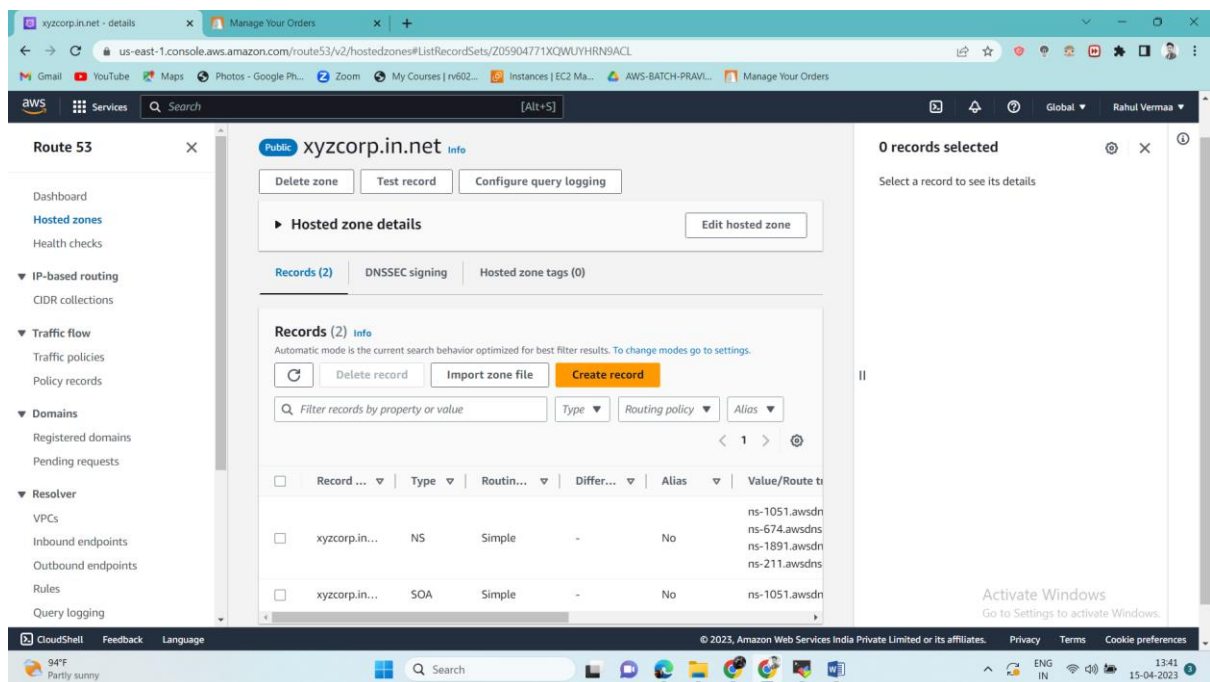 xyzcorp.in.net - details
Manage Your Orders
us-east-1.console.aws.amazon.com/route53/v2/hostedzones#ListRecordSets/Z05904771XQWUYHRN9ACL
Gmail YouTube Maps Photos - Google Ph... Zoom My Courses | rv602... Instances | EC2 Ma... AWS-BATCH-PRAVI... Manage Your Orders
aws Services Search [Alt+S] Global Rahul Vermaa
Route 53
Dashboard
Hosted zones
Health checks
IP-based routing
CIDR collections
Traffic flow
Traffic policies
Policy records
Domains
Registered domains
Pending requests
Resolver
VPCs
Inbound endpoints
Outbound endpoints
Rules
Query logging
Public xyzcorp.in.net Info
Delete zone Test record Configure query logging
Hosted zone details Edit hosted zone
Records (2) DNSSEC signing Hosted zone tags (0)
Records (2) Info
Automatic mode is the current search behavior optimized for best filter results. To change modes go to settings.
Delete record Import zone file Create record
Filter records by property or value Type Routing policy Alias
1
Record ... Type Routin... Differ... Alias Value/Route tr
xyzcorp.in... NS Simple - No
ns-1051.awsdn
ns-674.awsdns
ns-1891.awsdn
ns-211.awsdns
xyzcorp.in... SOA Simple - No ns-1051.awsdn
0 records selected
Select a record to see its details
Activate Windows
Go to Settings to activate Windows.
CloudShell Feedback Language © 2023, Amazon Web Services India Private Limited or its affiliates. Privacy Terms Cookie preferences
94°F
Partly sunny
Search
ENG
IN
13:41
15-04-2023
3